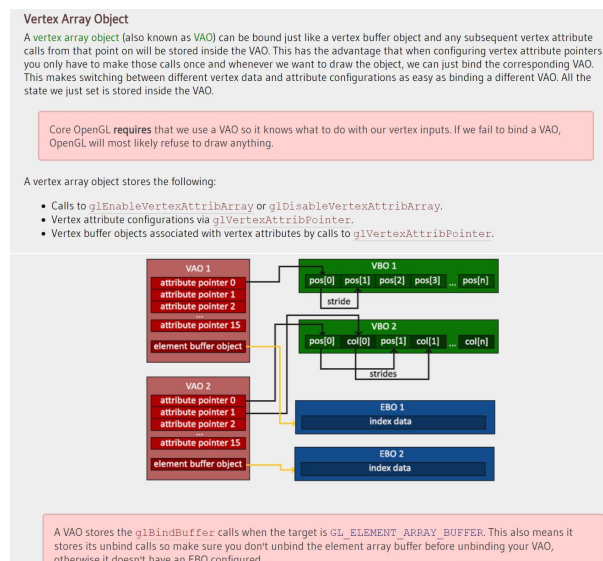 Vertex Array Object
A vertex array object (also known as VAO) can be bound just like a vertex buffer object and any subsequent vertex attribute
calls from that point on will be stored inside the VAO. This has the advantage that when configuring vertex attribute pointers
you only have to make those calls once and whenever we want to draw the object, we can just bind the corresponding VAO.
This makes switching between different vertex data and attribute configurations as easy as binding a different VAO. All the
state we just set is stored inside the VAO.
Core OpenGL requires that we use a VAO so it knows what to do with our vertex inputs. If we fail to bind a VAO,
OpenGL will most likely refuse to draw anything.
A vertex array object stores the following:
• Calls to glEnableVertexAttribArray or glDisableVertexAttribArray.
• Vertex attribute configurations via glVertexAttribPointer.
• Vertex buffer objects associated with vertex attributes by calls to glVertexAttribPointer.
VAO 1
attribute pointer 0
attribute pointer 1
attribute pointer 2
...
attribute pointer 15
element buffer object
VBO 1
pos[0] pos[1] pos[2] pos[3] ... pos[n]
stride
VBO 2
pos[0] col[0] pos[1] col[1] ... col[n]
strides
VAO 2
attribute pointer 0
attribute pointer 1
attribute pointer 2
...
attribute pointer 15
element buffer object
EBO 1
index data
EBO 2
index data
A VAO stores the glBindBuffer calls when the target is GL_ELEMENT_ARRAY_BUFFER. This also means it
stores its unbind calls so make sure you don't unbind the element array buffer before unbinding your VAO,
otherwise it doesn't have an EBO configured.